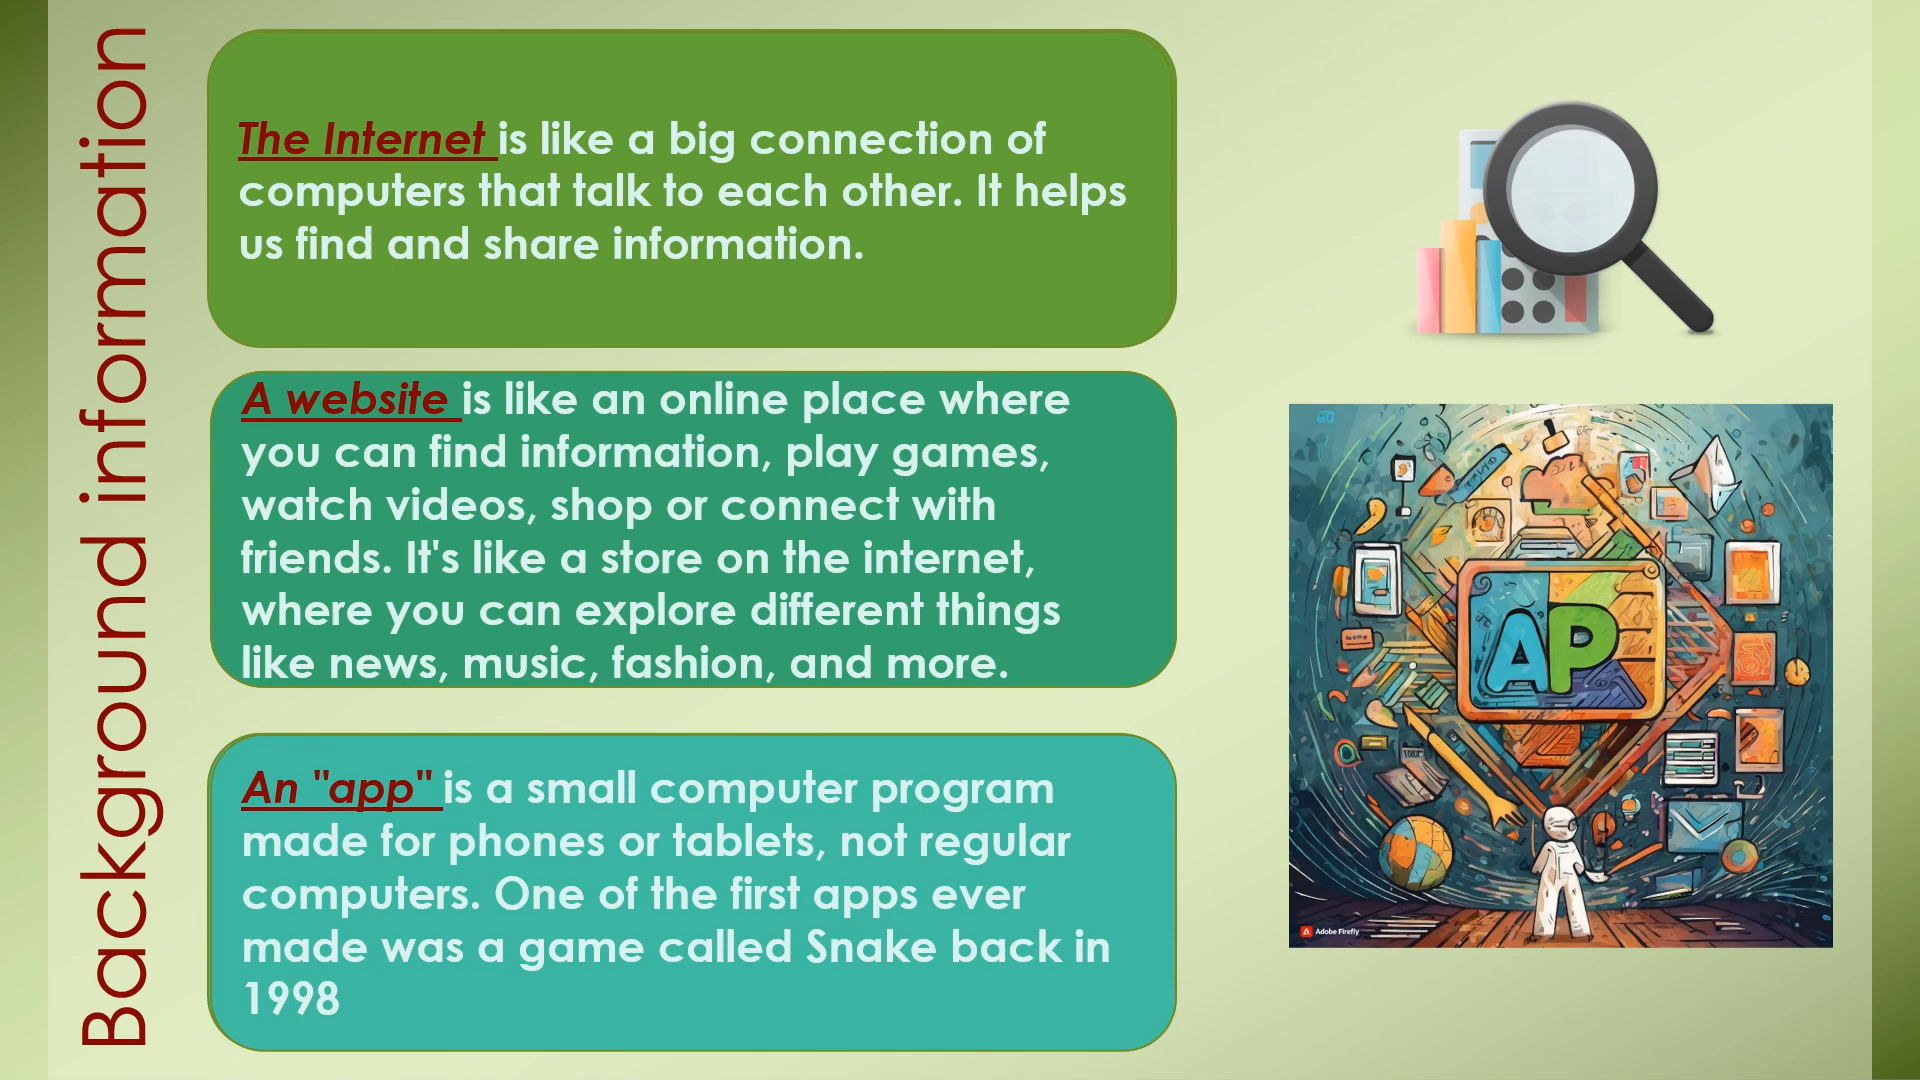 Background information
The Internet is like a big connection of
computers that talk to each other. It helps
us find and share information.
A website is like an online place where
you can find information, play games,
watch videos, shop or connect with
friends. It's like a store on the internet,
where you can explore different things
like news, music, fashion, and more.
An "app" is a small computer program
made for phones or tablets, not regular
computers. One of the first apps ever
made was a game called Snake back in
1998
AP
Adobe Firefly